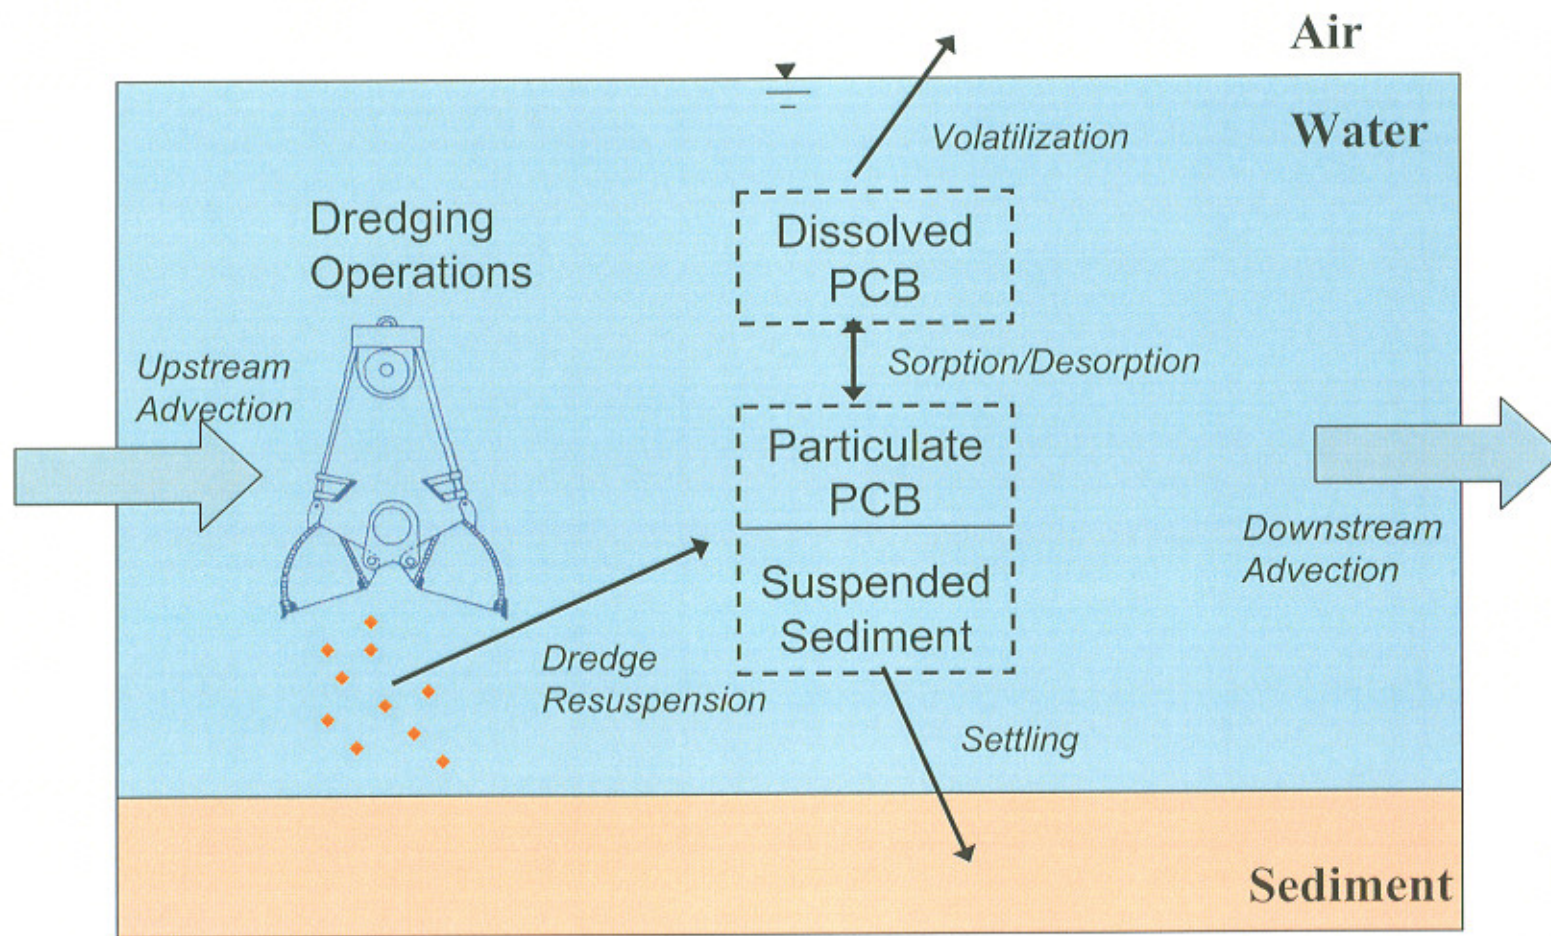 Air
Water
Volatilization
Dissolved
PCB
Dredging
Operations
Sorption/Desorption
Upstream
Advection
Particulate
PCB
Downstream
Advection
Suspended
Sediment
Dredge
Resuspension
Settling
Sediment